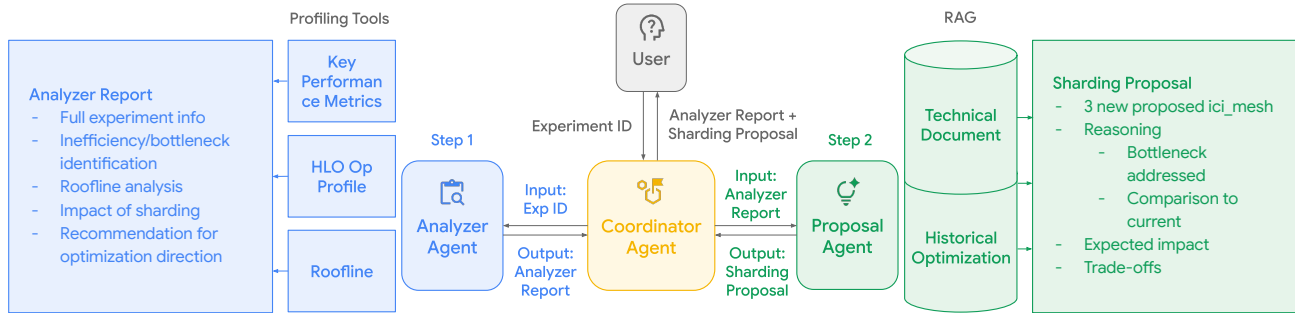 Profiling Tools
Analyzer Report
- Full experiment info
- Inefficiency/bottleneck
identification
- Roofline analysis
- Impact of sharding
- Recommendation for
optimization direction
Key
Performan
ce Metrics
HLO Op
Profile
Roofline
Step 1
Analyzer
Agent
Input:
Exp ID
Output:
Analyzer
Report
User
Experiment ID
Analyzer Report +
Sharding Proposal
Coordinator
Agent
Input:
Analyzer
Report
Output:
Sharding
Proposal
Step 2
Proposal
Agent
RAG
Technical
Document
Historical
Optimization
Sharding Proposal
- 3 new proposed ici_mesh
- Reasoning
- Bottleneck
addressed
- Comparison to
current
- Expected impact
- Trade-offs